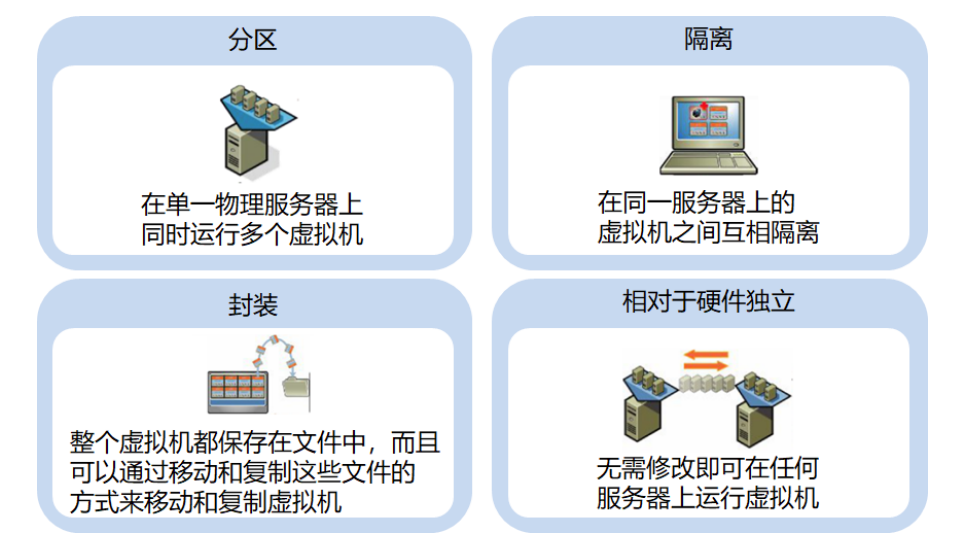 分区
在单一物理服务器上
同时运行多个虚拟机
隔离
在同一服务器上的
虚拟机之间互相隔离
封装
整个虚拟机都保存在文件中，而且
可以通过移动和复制这些文件的
方式来移动和复制虚拟机
相对于硬件独立
无需修改即可在任何
服务器上运行虚拟机